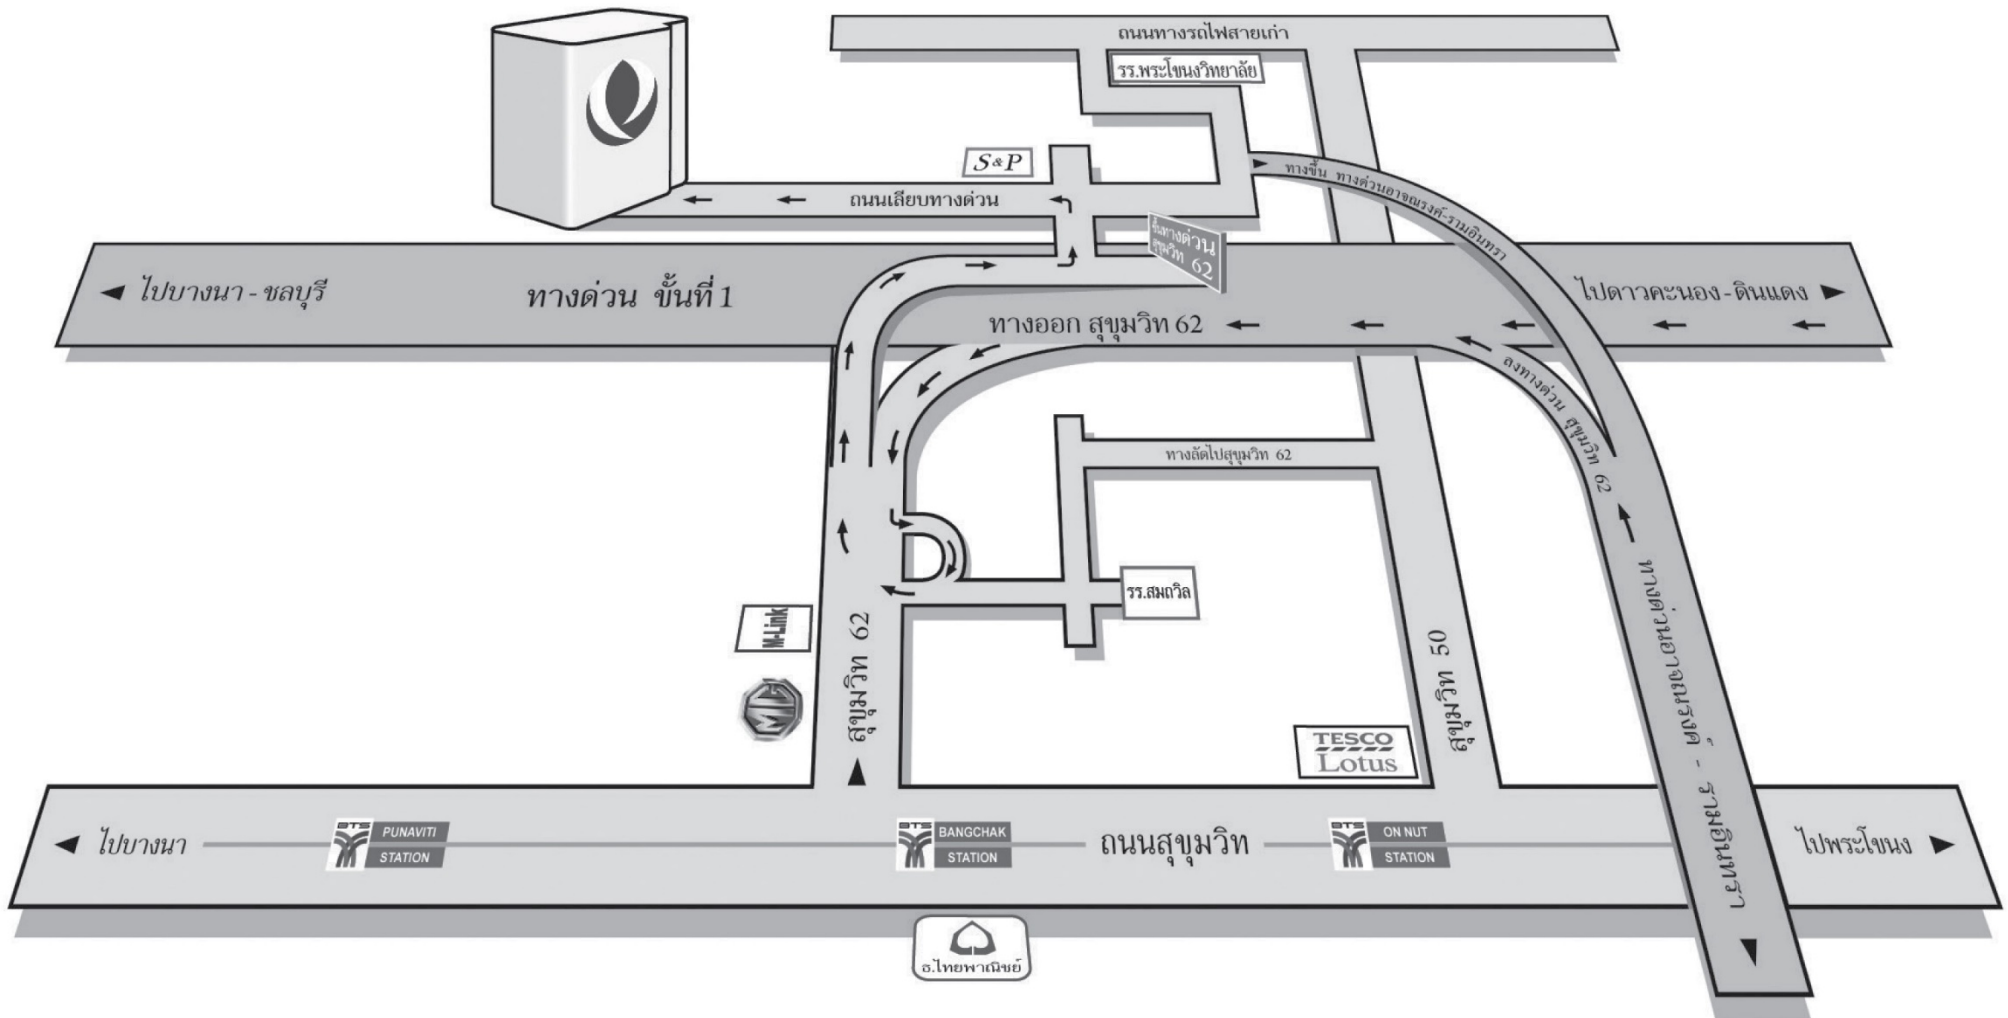 ถนนทางรถไฟสายเก่า
รร.พระโขนงวิทยาลัย
S&P
ทางขึ้น ทางด่วนอาจณรงค์-รามอินทรา
ถนนเลียบทางด่วน
ขึ้นทางด่วน
สุขุมวิท 62
ไปบางนา - ชลบุรี
ทางด่วน ขั้นที่ 1
ไปดาวคะนอง-ดินแดง
ทางออก สุขุมวิท 62
ลงทางด่วน สุขุมวิท 62
ทางลัดไปสุขุมวิท 62
รร.สมถวิล
M-Link
MG
สุขุมวิท 62
สุขุมวิท 50
ทางด่วนอาจณรงค์ - รามอินทรา
TESCO
Lotus
ไปบางนา
BTS
PUNAVITI
STATION
BTS
BANGCHAK
STATION
ถนนสุขุมวิท
BTS
ON NUT
STATION
ไปพระโขนง
ธ.ไทยพาณิชย์